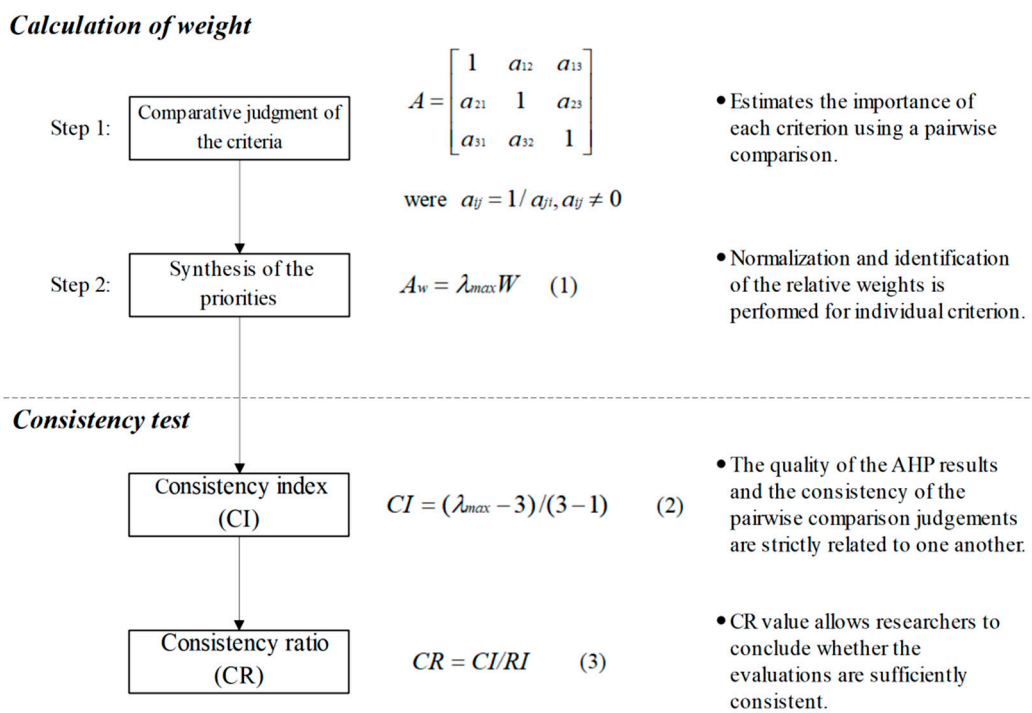 Calculation of weight
Step 1:
Comparative judgment of
the criteria
A = [1 a12 a13
a21 1 a23
a31 a32 1]
were aij = 1/ aji, aij ≠ 0
• Estimates the importance of
each criterion using a pairwise
comparison.
Step 2:
Synthesis of the
priorities
Aw = λmaxW (1)
• Normalization and identification
of the relative weights is
performed for individual criterion.
Consistency test
Consistency index
(CI)
CI = (λmax − 3)/(3 − 1) (2)
• The quality of the AHP results
and the consistency of the
pairwise comparison judgements
are strictly related to one another.
Consistency ratio
(CR)
CR = CI/RI (3)
• CR value allows researchers to
conclude whether the
evaluations are sufficiently
consistent.